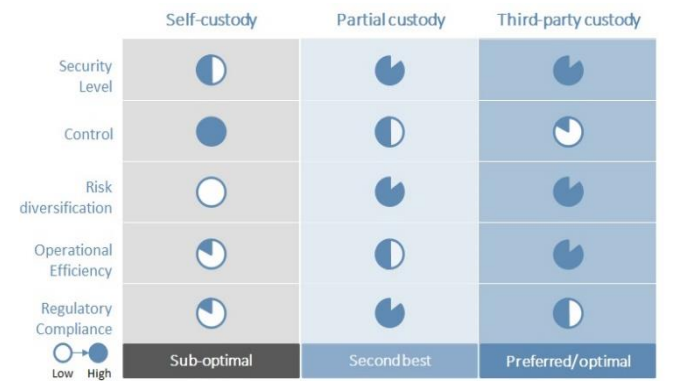 Self-custody Partial custody Third-party custody
Security
Level
Control
Risk
diversification
Operational
Efficiency
Regulatory
Compliance
Low High
Sub-optimal Second best Preferred/optimal